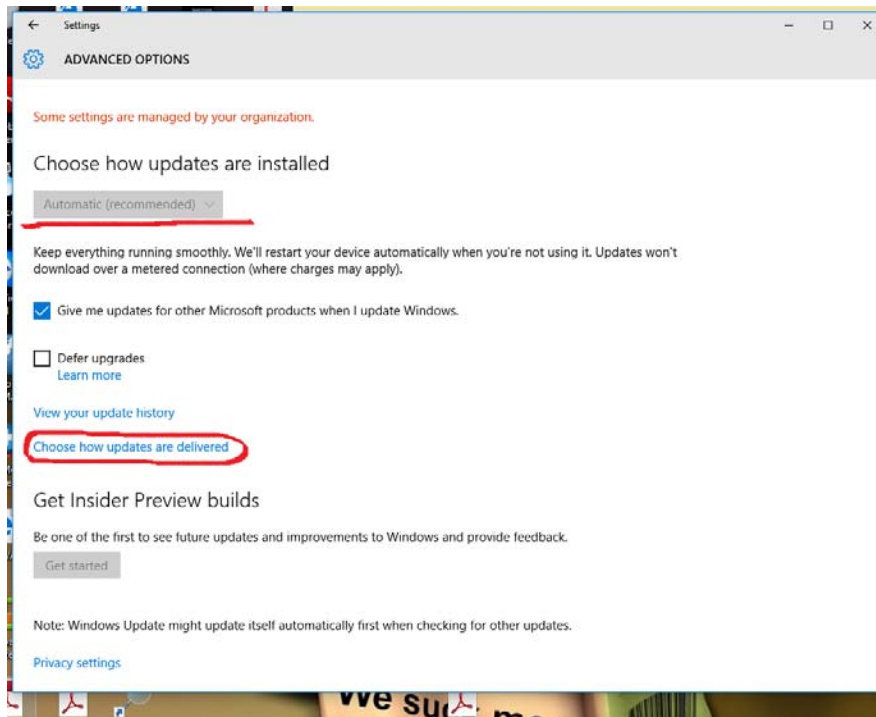 Settings
ADVANCED OPTIONS
Some settings are managed by your organization.
Choose how updates are installed
Automatic (recommended)
Keep everything running smoothly. We'll restart your device automatically when you're not using it. Updates won't
download over a metered connection (where charges may apply).
Give me updates for other Microsoft products when I update Windows.
Defer upgrades
Learn more
View your update history
Choose how updates are delivered
Get Insider Preview builds
Be one of the first to see future updates and improvements to Windows and provide feedback.
Get started
Note: Windows Update might update itself automatically first when checking for other updates.
Privacy settings
We